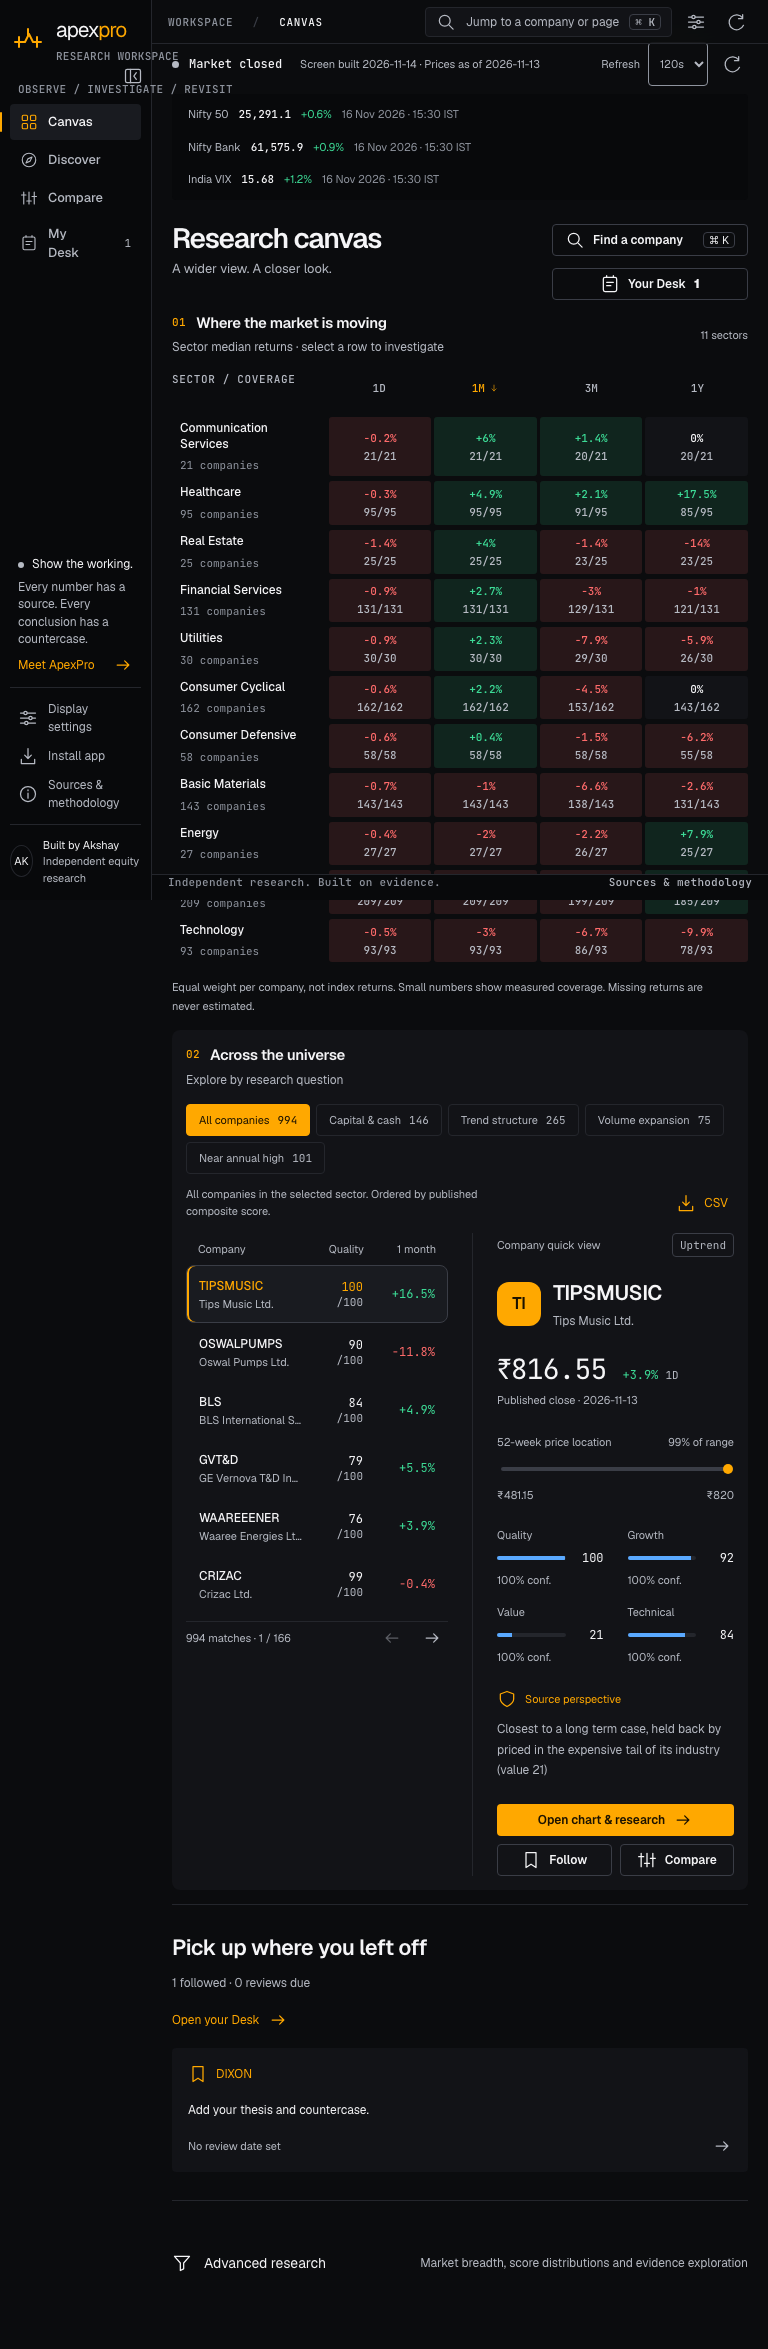 apexpro
RESEARCH WORKSPACE
OBSERVE / INVESTIGATE / REVISIT
Canvas
Discover
Compare
My
Desk 1
Show the working.
Every number has a
source. Every
conclusion has a
countercase.
Meet ApexPro
Display
settings
Install app
Sources &
methodology
AK
Built by Akshay
Independent equity
research
WORKSPACE / CANVAS
Jump to a company or page ⌘ K
Market closed Screen built 2026-11-14 · Prices as of 2026-11-13 Refresh 120s
Nifty 50 25,291.1 +0.6% 16 Nov 2026 · 15:30 IST
Nifty Bank 61,575.9 +0.9% 16 Nov 2026 · 15:30 IST
India VIX 15.68 +1.2% 16 Nov 2026 · 15:30 IST
Research canvas
A wider view. A closer look.
Find a company ⌘ K
Your Desk 1
01 Where the market is moving
Sector median returns · select a row to investigate
11 sectors
SECTOR / COVERAGE 1D 1M ↓ 3M 1Y
Communication
Services
-0.2% +6% +1.4% 0%
21 companies 21/21 21/21 20/21 20/21
Healthcare -0.3% +4.9% +2.1% +17.5%
95 companies 95/95 95/95 91/95 85/95
Real Estate -1.4% +4% -1.4% -14%
25 companies 25/25 25/25 23/25 23/25
Financial Services -0.9% +2.7% -3% -1%
131 companies 131/131 131/131 129/131 121/131
Utilities -0.9% +2.3% -7.9% -5.9%
30 companies 30/30 30/30 29/30 26/30
Consumer Cyclical -0.6% +2.2% -4.5% 0%
162 companies 162/162 162/162 153/162 143/162
Consumer Defensive -0.6% +0.4% -1.5% -6.2%
58 companies 58/58 58/58 58/58 55/58
Basic Materials -0.7% -1% -6.6% -2.6%
143 companies 143/143 143/143 138/143 131/143
Energy -0.4% -2% -2.2% +7.9%
27 companies 27/27 27/27 26/27 25/27
Independent research. Built on evidence. Sources & methodology
209 companies 209/209 209/209 199/209 185/209
Technology -0.5% -3% -6.7% -9.9%
93 companies 93/93 93/93 86/93 78/93
Equal weight per company, not index returns. Small numbers show measured coverage. Missing returns are
never estimated.
02 Across the universe
Explore by research question
All companies 994 Capital & cash 146 Trend structure 265 Volume expansion 75
Near annual high 101
All companies in the selected sector. Ordered by published
composite score.
CSV
Company Quality 1 month
TIPSMUSIC 100 +16.5%
Tips Music Ltd. /100
OSWALPUMPS 90 -11.8%
Oswal Pumps Ltd. /100
BLS 84 +4.9%
BLS International S... /100
GVT&D 79 +5.5%
GE Vernova T&D In... /100
WAAREEENER 76 +3.9%
Waaree Energies Lt... /100
CRIZAC 99 -0.4%
Crizac Ltd. /100
994 matches · 1 / 166
Company quick view Uptrend
TI
TIPSMUSIC
Tips Music Ltd.
₹816.55 +3.9% 1D
Published close · 2026-11-13
52-week price location 99% of range
₹481.15 ₹820
Quality Growth
100 92
100% conf. 100% conf.
Value Technical
21 84
100% conf. 100% conf.
Source perspective
Closest to a long term case, held back by
priced in the expensive tail of its industry
(value 21)
Open chart & research
Follow Compare
Pick up where you left off
1 followed · 0 reviews due
Open your Desk
DIXON
Add your thesis and countercase.
No review date set
Advanced research Market breadth, score distributions and evidence exploration